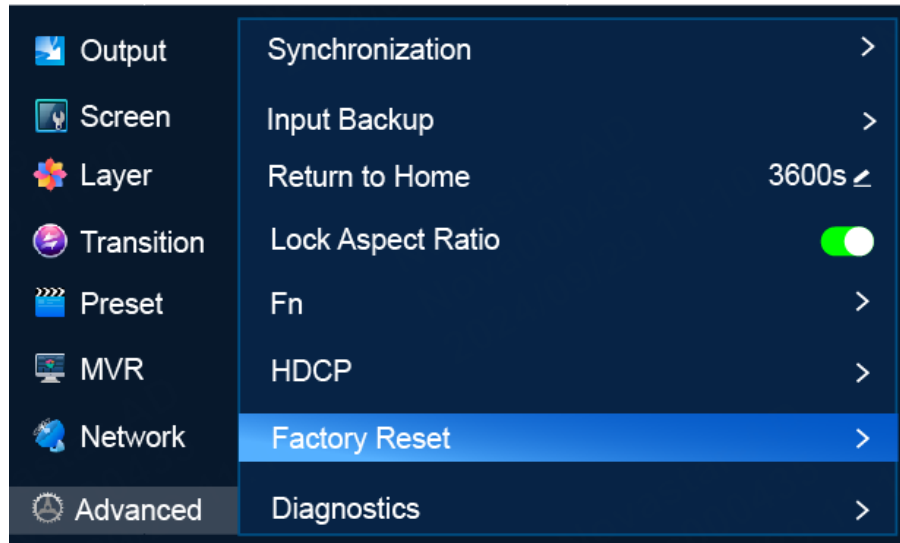 Output
Screen
Layer
Transition
Preset
MVR
Network
Advanced
Synchronization
Input Backup
Return to Home 3600s
Lock Aspect Ratio
Fn
HDCP
Factory Reset
Diagnostics